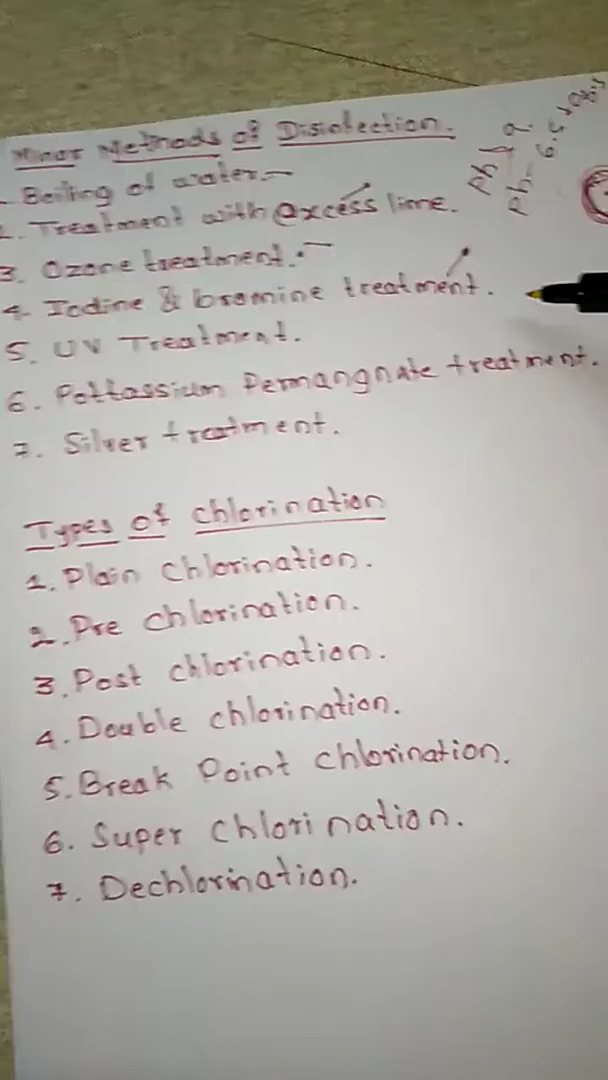 Minor Methods of Disinfection.
1. Boiling of water.
2. Treatment with excess lime.
3. Ozone treatment.
4. Iodine & bromine treatment.
5. UV Treatment.
6. Pottassium Permangnate treatment.
7. Silver treatment.
Types of chlorination
1. Plain chlorination.
2. Pre chlorination.
3. Post chlorination.
4. Double chlorination.
5. Break Point chlorination.
6. Super chlorination.
7. Dechlorination.